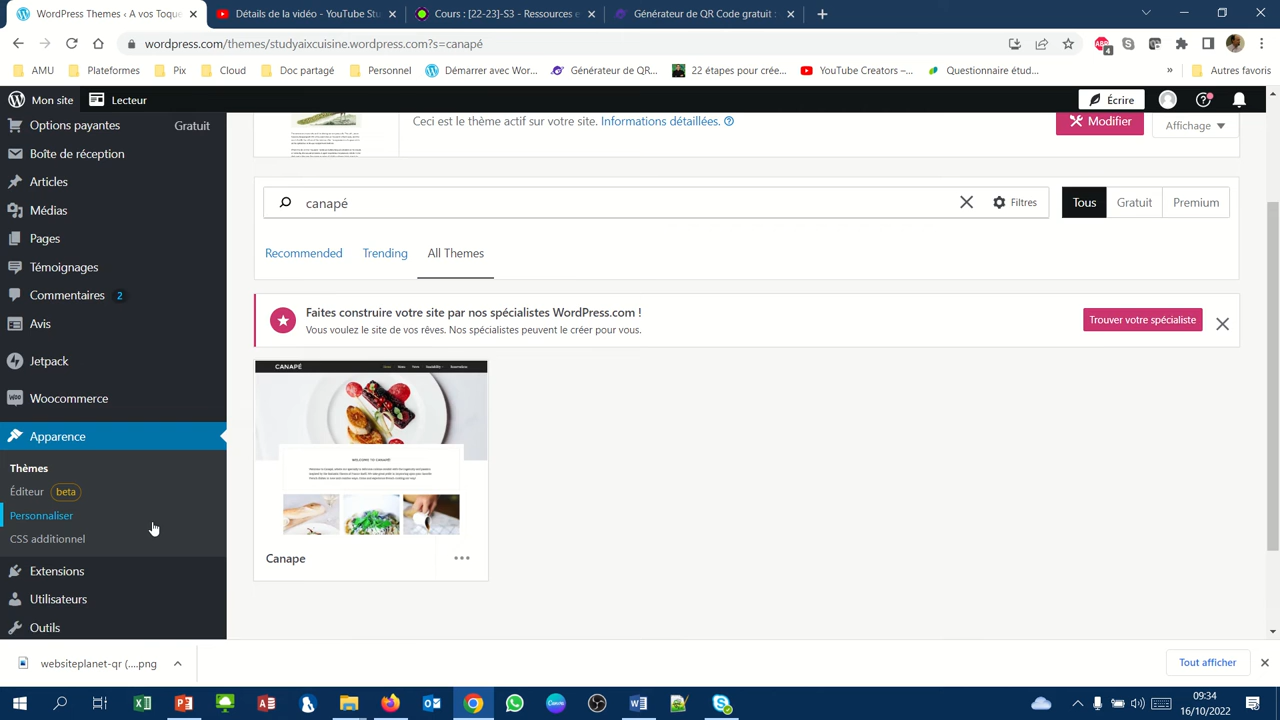 WordPress Thèmes ‹ A vos Toque
Détails de la vidéo - YouTube Stu
Cours : [22-23]-S3 - Ressources e
Générateur de QR Code gratuit :
wordpress.com/themes/studyaixcuisine.wordpress.com?s=canapé
AMU
Plateformes
Pix
Cloud
Doc partagé
Personnel
Démarrer avec Wor...
Générateur de QR...
22 étapes pour crée...
YouTube Creators –...
Questionnaire étud...
»
Autres favoris
Mon site
Lecteur
Écrire
Options payantes
Gratuit
réception
Articles
Médias
Pages
Témoignages
Commentaires 2
Avis
Jetpack
Woocommerce
Apparence
Thèmes
Éditeur beta
Personnaliser
CSS additionnel
Extensions
Utilisateurs
Outils
Ceci est le thème actif sur votre site. Informations détaillées.
Modifier
Affichage
canapé
Filtres
Tous
Gratuit
Premium
Recommended
Trending
All Themes
Faites construire votre site par nos spécialistes WordPress.com !
Vous voulez le site de vos rêves. Nos spécialistes peuvent le créer pour vous.
Trouver votre spécialiste
CANAPÉ
WELCOME TO CANAPÉ
Canape
websiteplanet-qr (....png
Tout afficher
09:34
16/10/2022